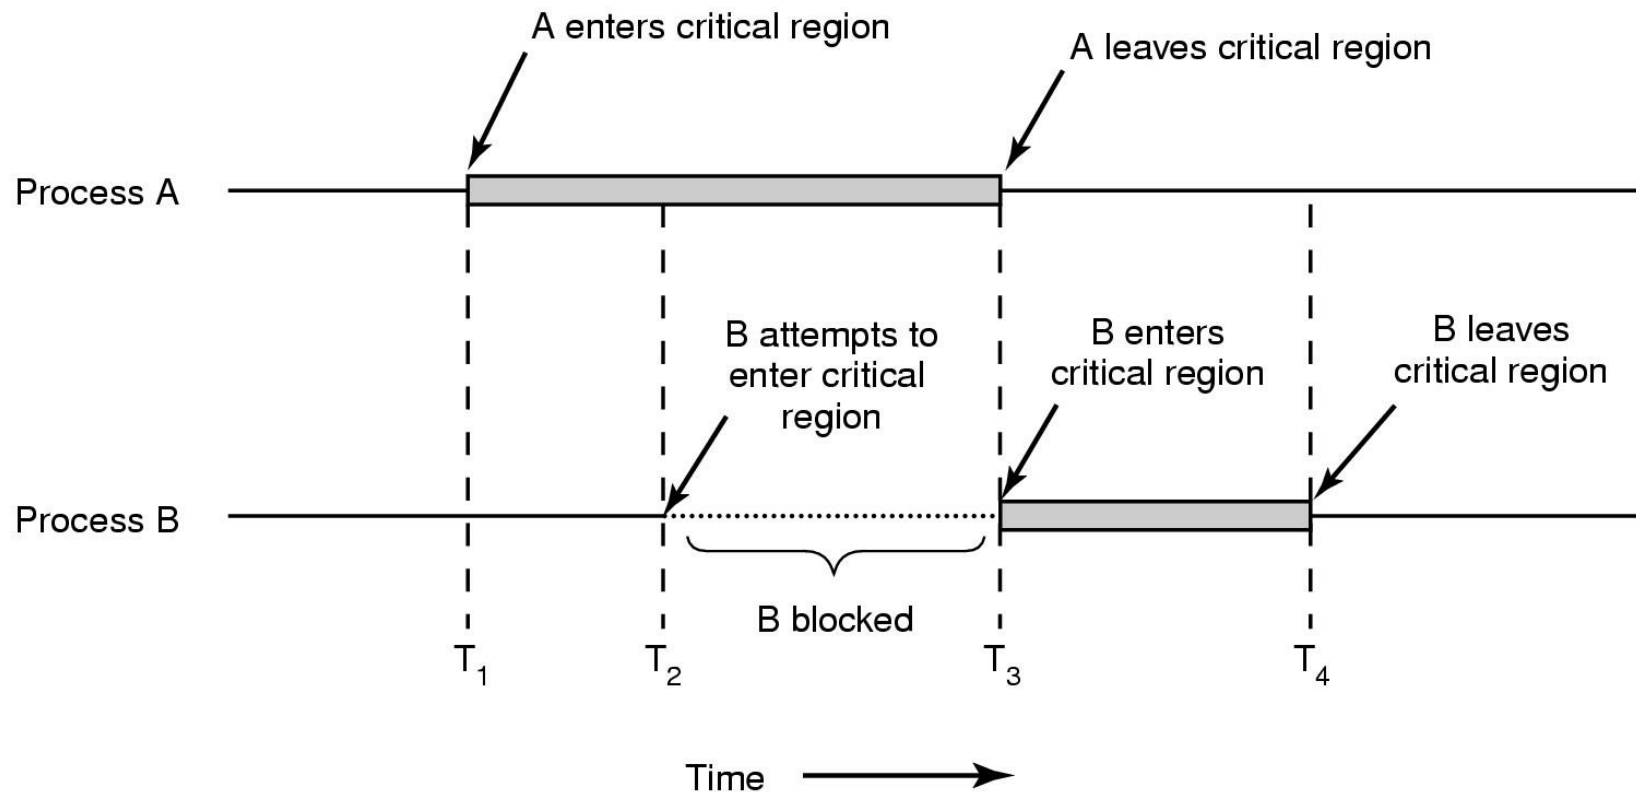 A enters critical region
A leaves critical region
Process A
B attempts to
enter critical
region
B enters
critical region
B leaves
critical region
Process B
B blocked
T1
T2
T3
T4
Time